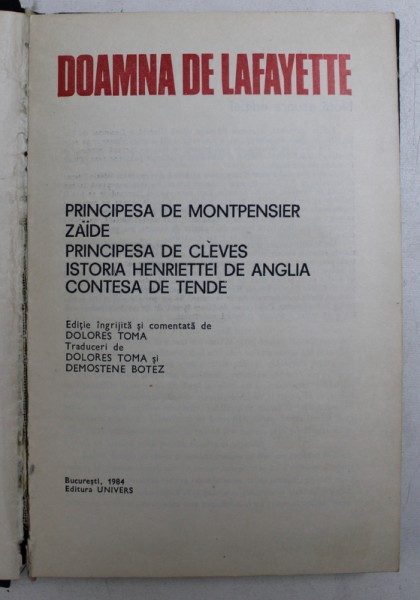 DOAMNA DE LAFAYETTE
PRINCIPESA DE MONTPENSIER
ZAÏDE
PRINCIPESA DE CLÈVES
ISTORIA HENRIETTEI DE ANGLIA
CONTESA DE TENDE
Ediție îngrijită și comentată de
DOLORES TOMA
Traduceri de
DOLORES TOMA și
DEMOSTENE BOTEZ
București, 1984
Editura UNIVERS